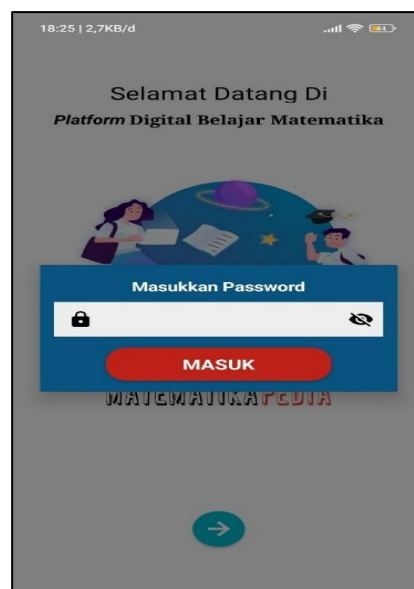 18:25 | 2,7KB/d
Selamat Datang Di
Platform Digital Belajar Matematika
Masukkan Password
MASUK
MATEMATIKAPEDIA